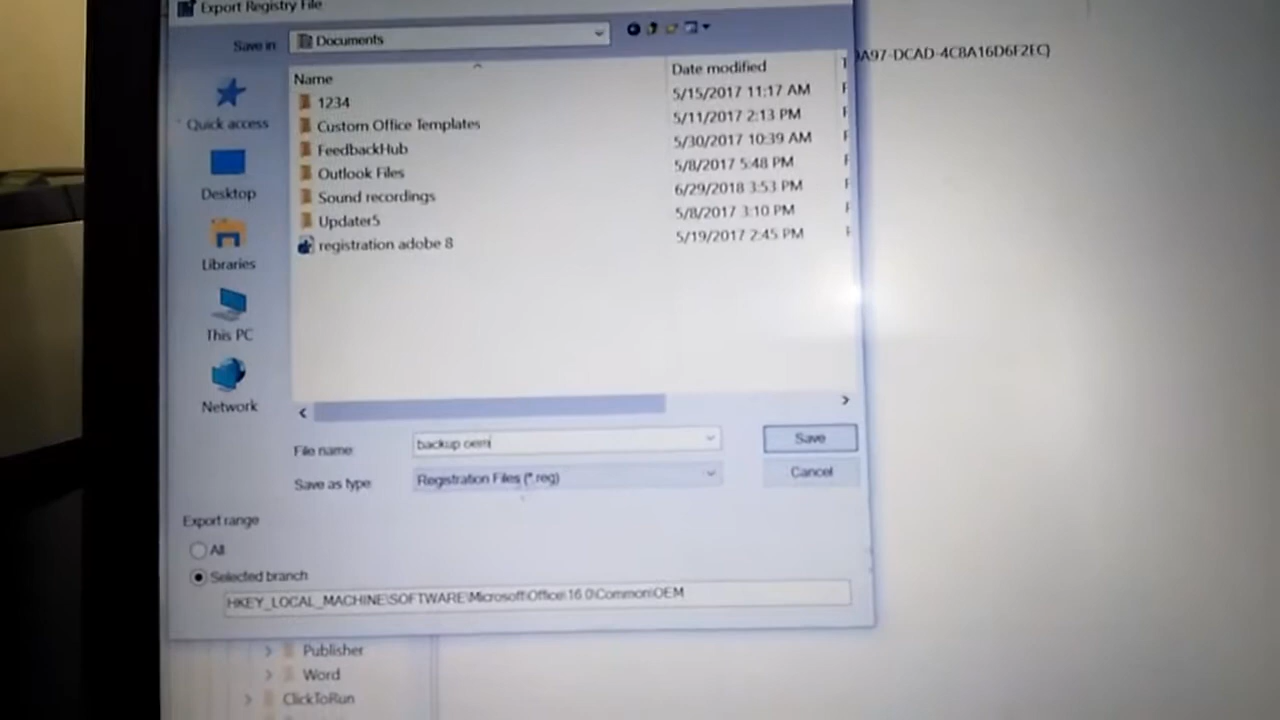 Export Registry File
Save in:
Documents
Name
Date modified
1234
5/15/2017 11:17 AM
Custom Office Templates
5/11/2017 2:13 PM
FeedbackHub
5/30/2017 10:39 AM
Outlook Files
5/8/2017 5:48 PM
Sound recordings
6/29/2018 3:53 PM
Updater5
5/8/2017 3:10 PM
registration adobe 8
5/19/2017 2:45 PM
Quick access
Desktop
Libraries
This PC
Network
File name:
backup oem
Save
Save as type:
Registration Files (*.reg)
Cancel
Export range
All
Selected branch
HKEY_LOCAL_MACHINE\SOFTWARE\Microsoft\Office\16.0\Common\OEM
Publisher
Word
ClickToRun
A97-DCAD-4C8A16D6F2EC}